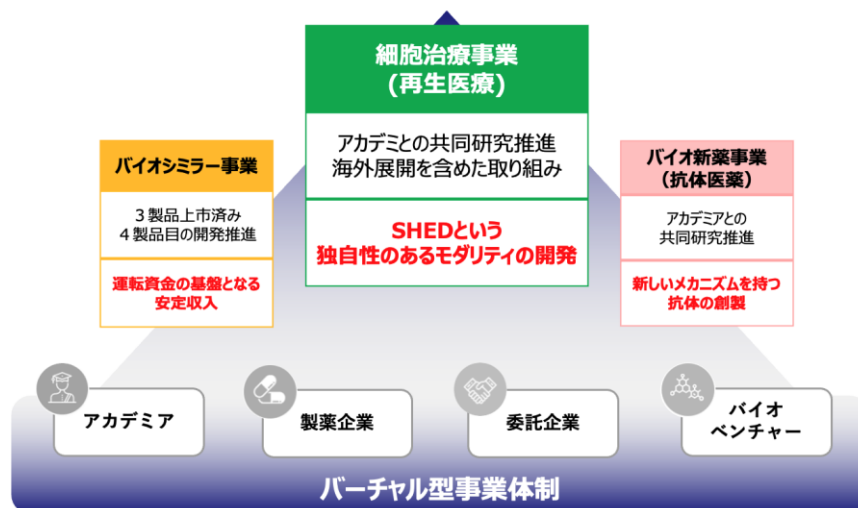 細胞治療事業
(再生医療)
アカデミとの共同研究推進
海外展開を含めた取り組み
SHEDという
独自性のあるモダリティの開発
バイオシミラー事業
３製品上市済み
４製品目の開発推進
運転資金の基盤となる
安定収入
バイオ新薬事業
（抗体医薬）
アカデミアとの
共同研究推進
新しいメカニズムを持つ
抗体の創製
アカデミア
製薬企業
委託企業
バイオ
ベンチャー
バーチャル型事業体制